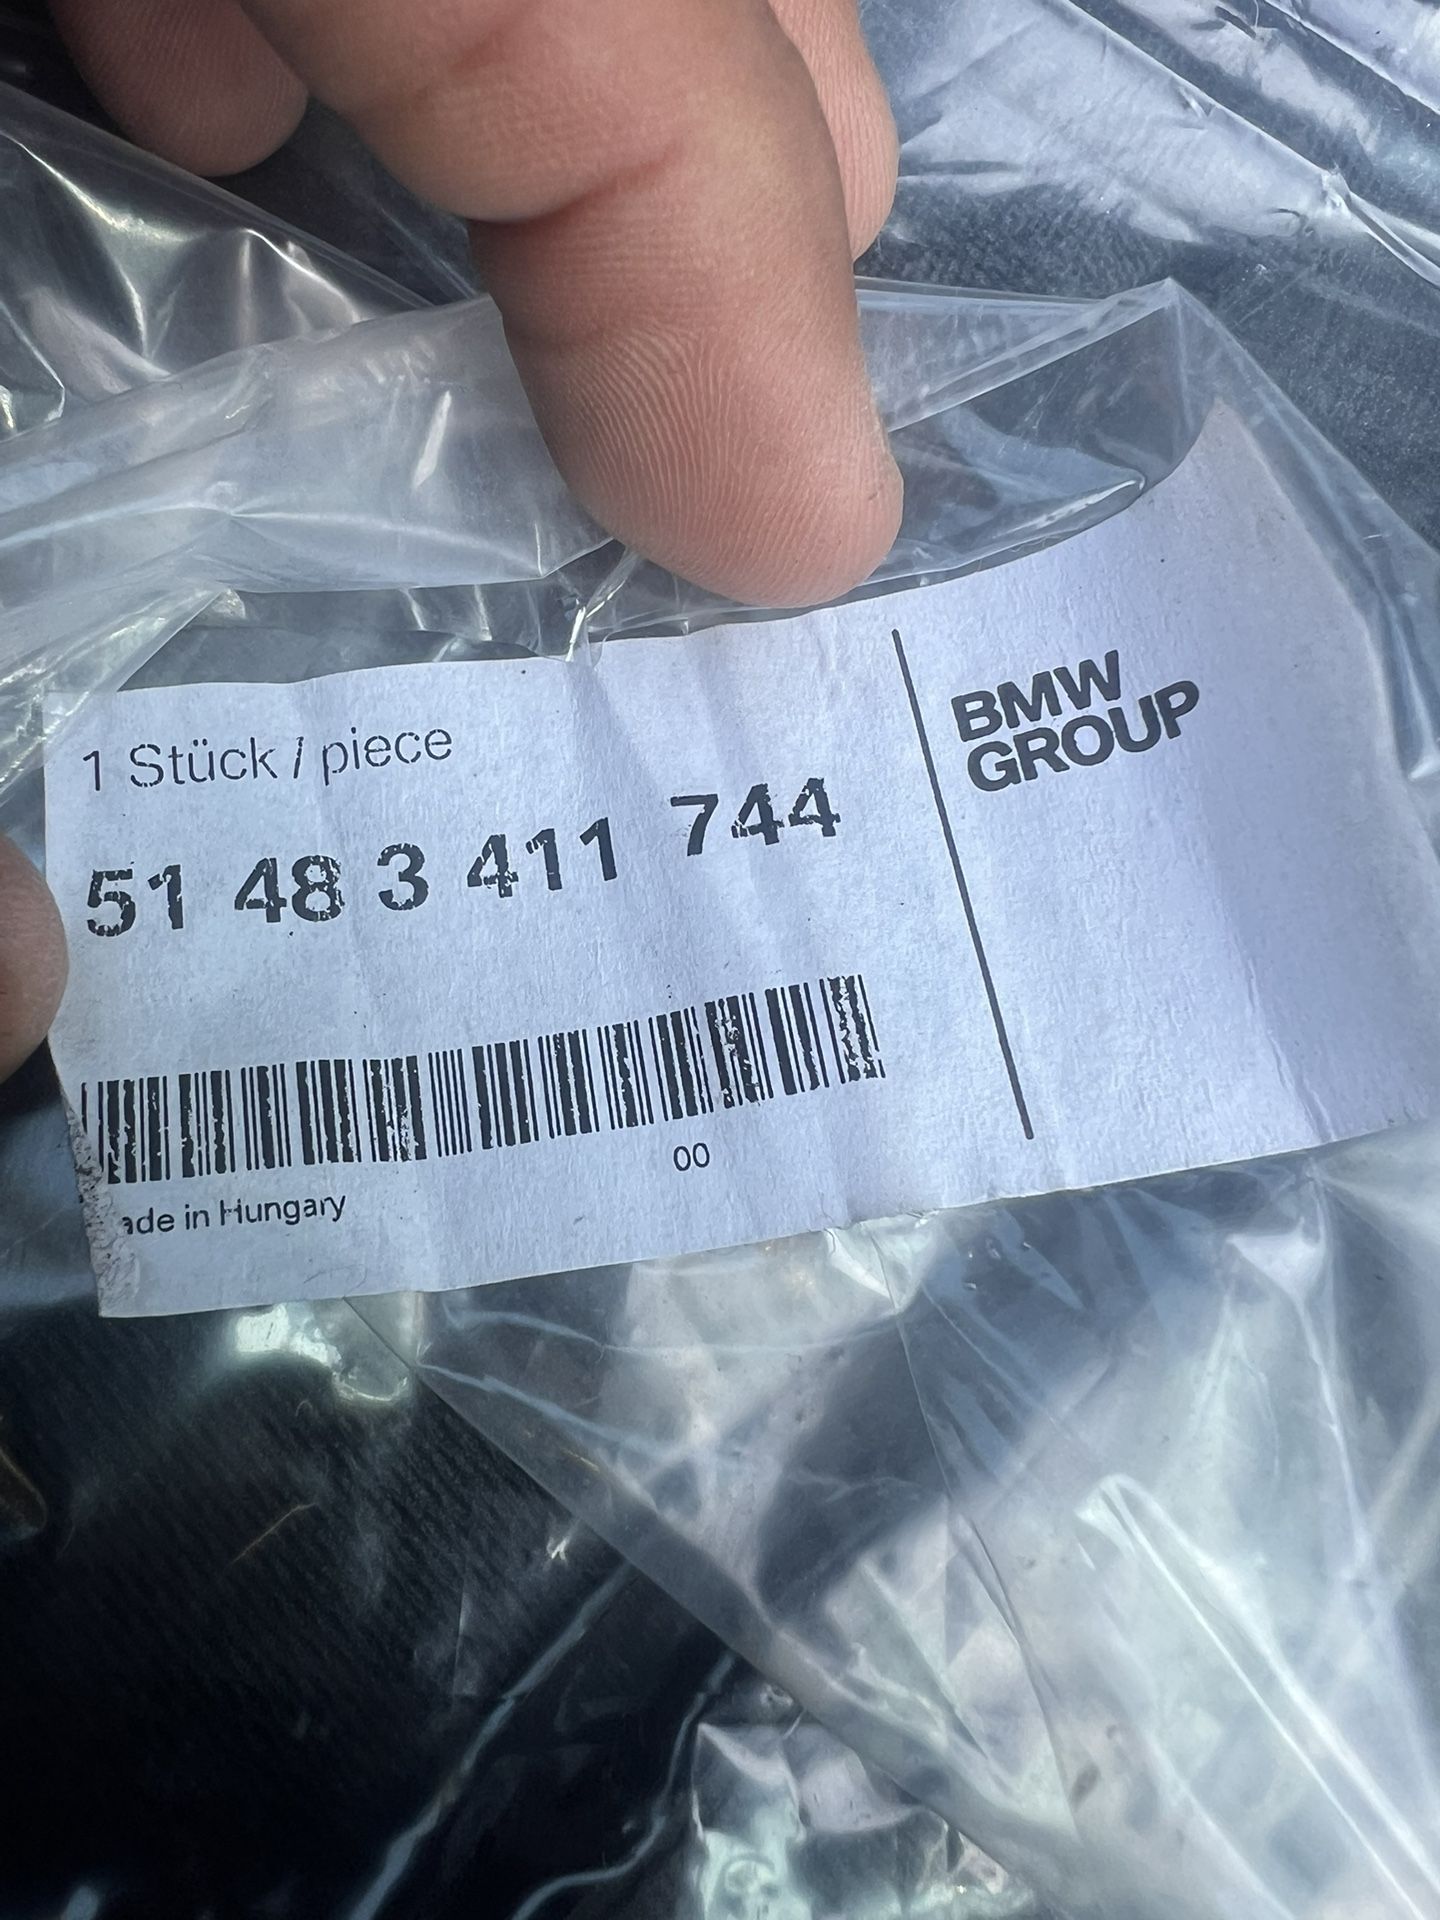 1 Stück / piece
51 48 3 411 744
00
ade in Hungary
BMW
GROUP